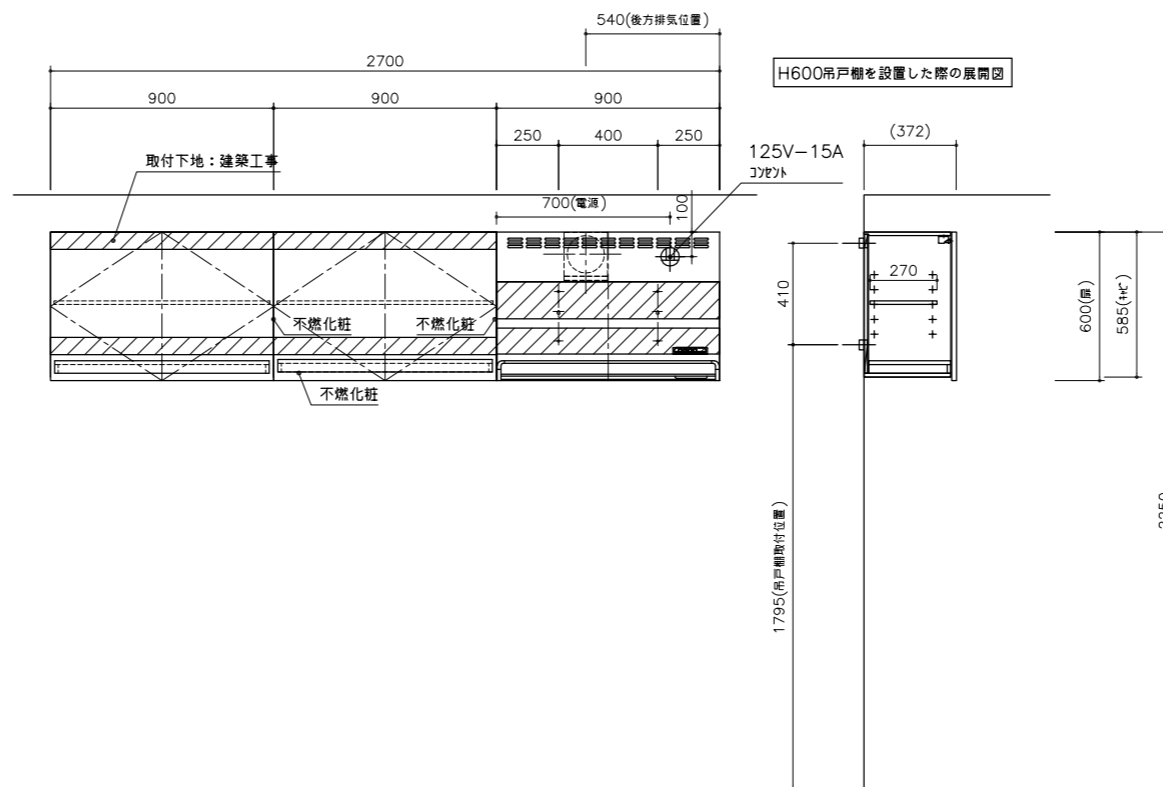 540(後方排気位置)
2700
H600吊戸棚を設置した際の展開図
900
900
900
(372)
250
400
250
125V-15A
コンセント
取付下地:建築工事
700(電源)
100
410
270
600(扉)
585(キャビ)
不燃化粧
不燃化粧
不燃化粧
1795(吊戸棚取付位置)